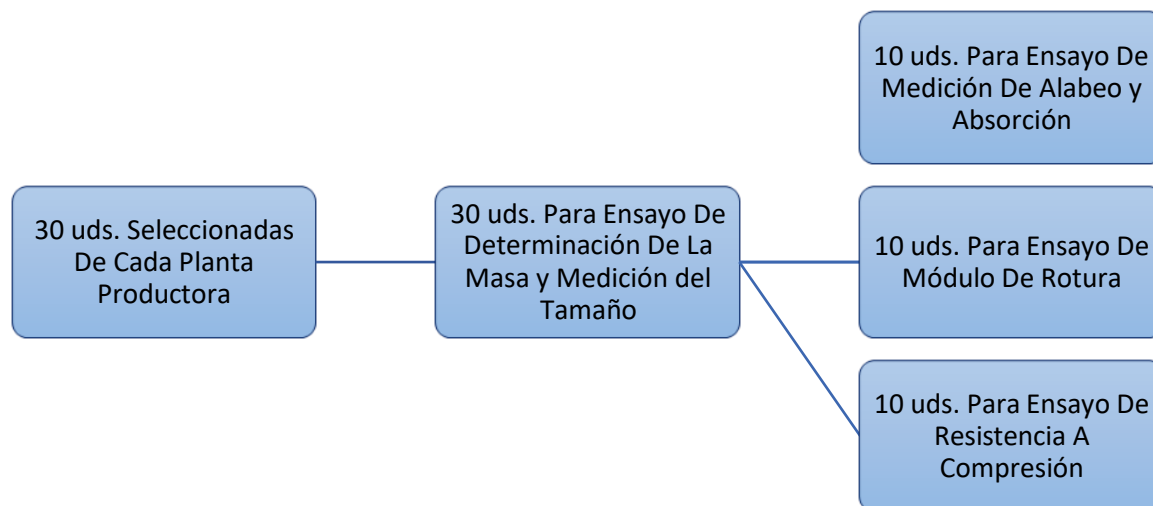 30 uds. Seleccionadas
De Cada Planta
Productora
30 uds. Para Ensayo De
Determinación De La
Masa y Medición del
Tamaño
10 uds. Para Ensayo De
Medición De Alabeo y
Absorción
10 uds. Para Ensayo De
Módulo De Rotura
10 uds. Para Ensayo De
Resistencia A
Compresión